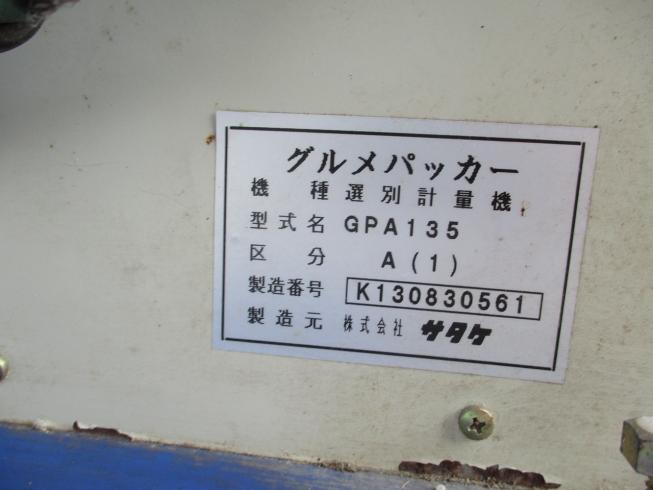 グルメパッカー
機種 選別計量機
型式名 GPA135
区分 A(1)
製造番号 K130830561
製造元 株式会社 サタケ